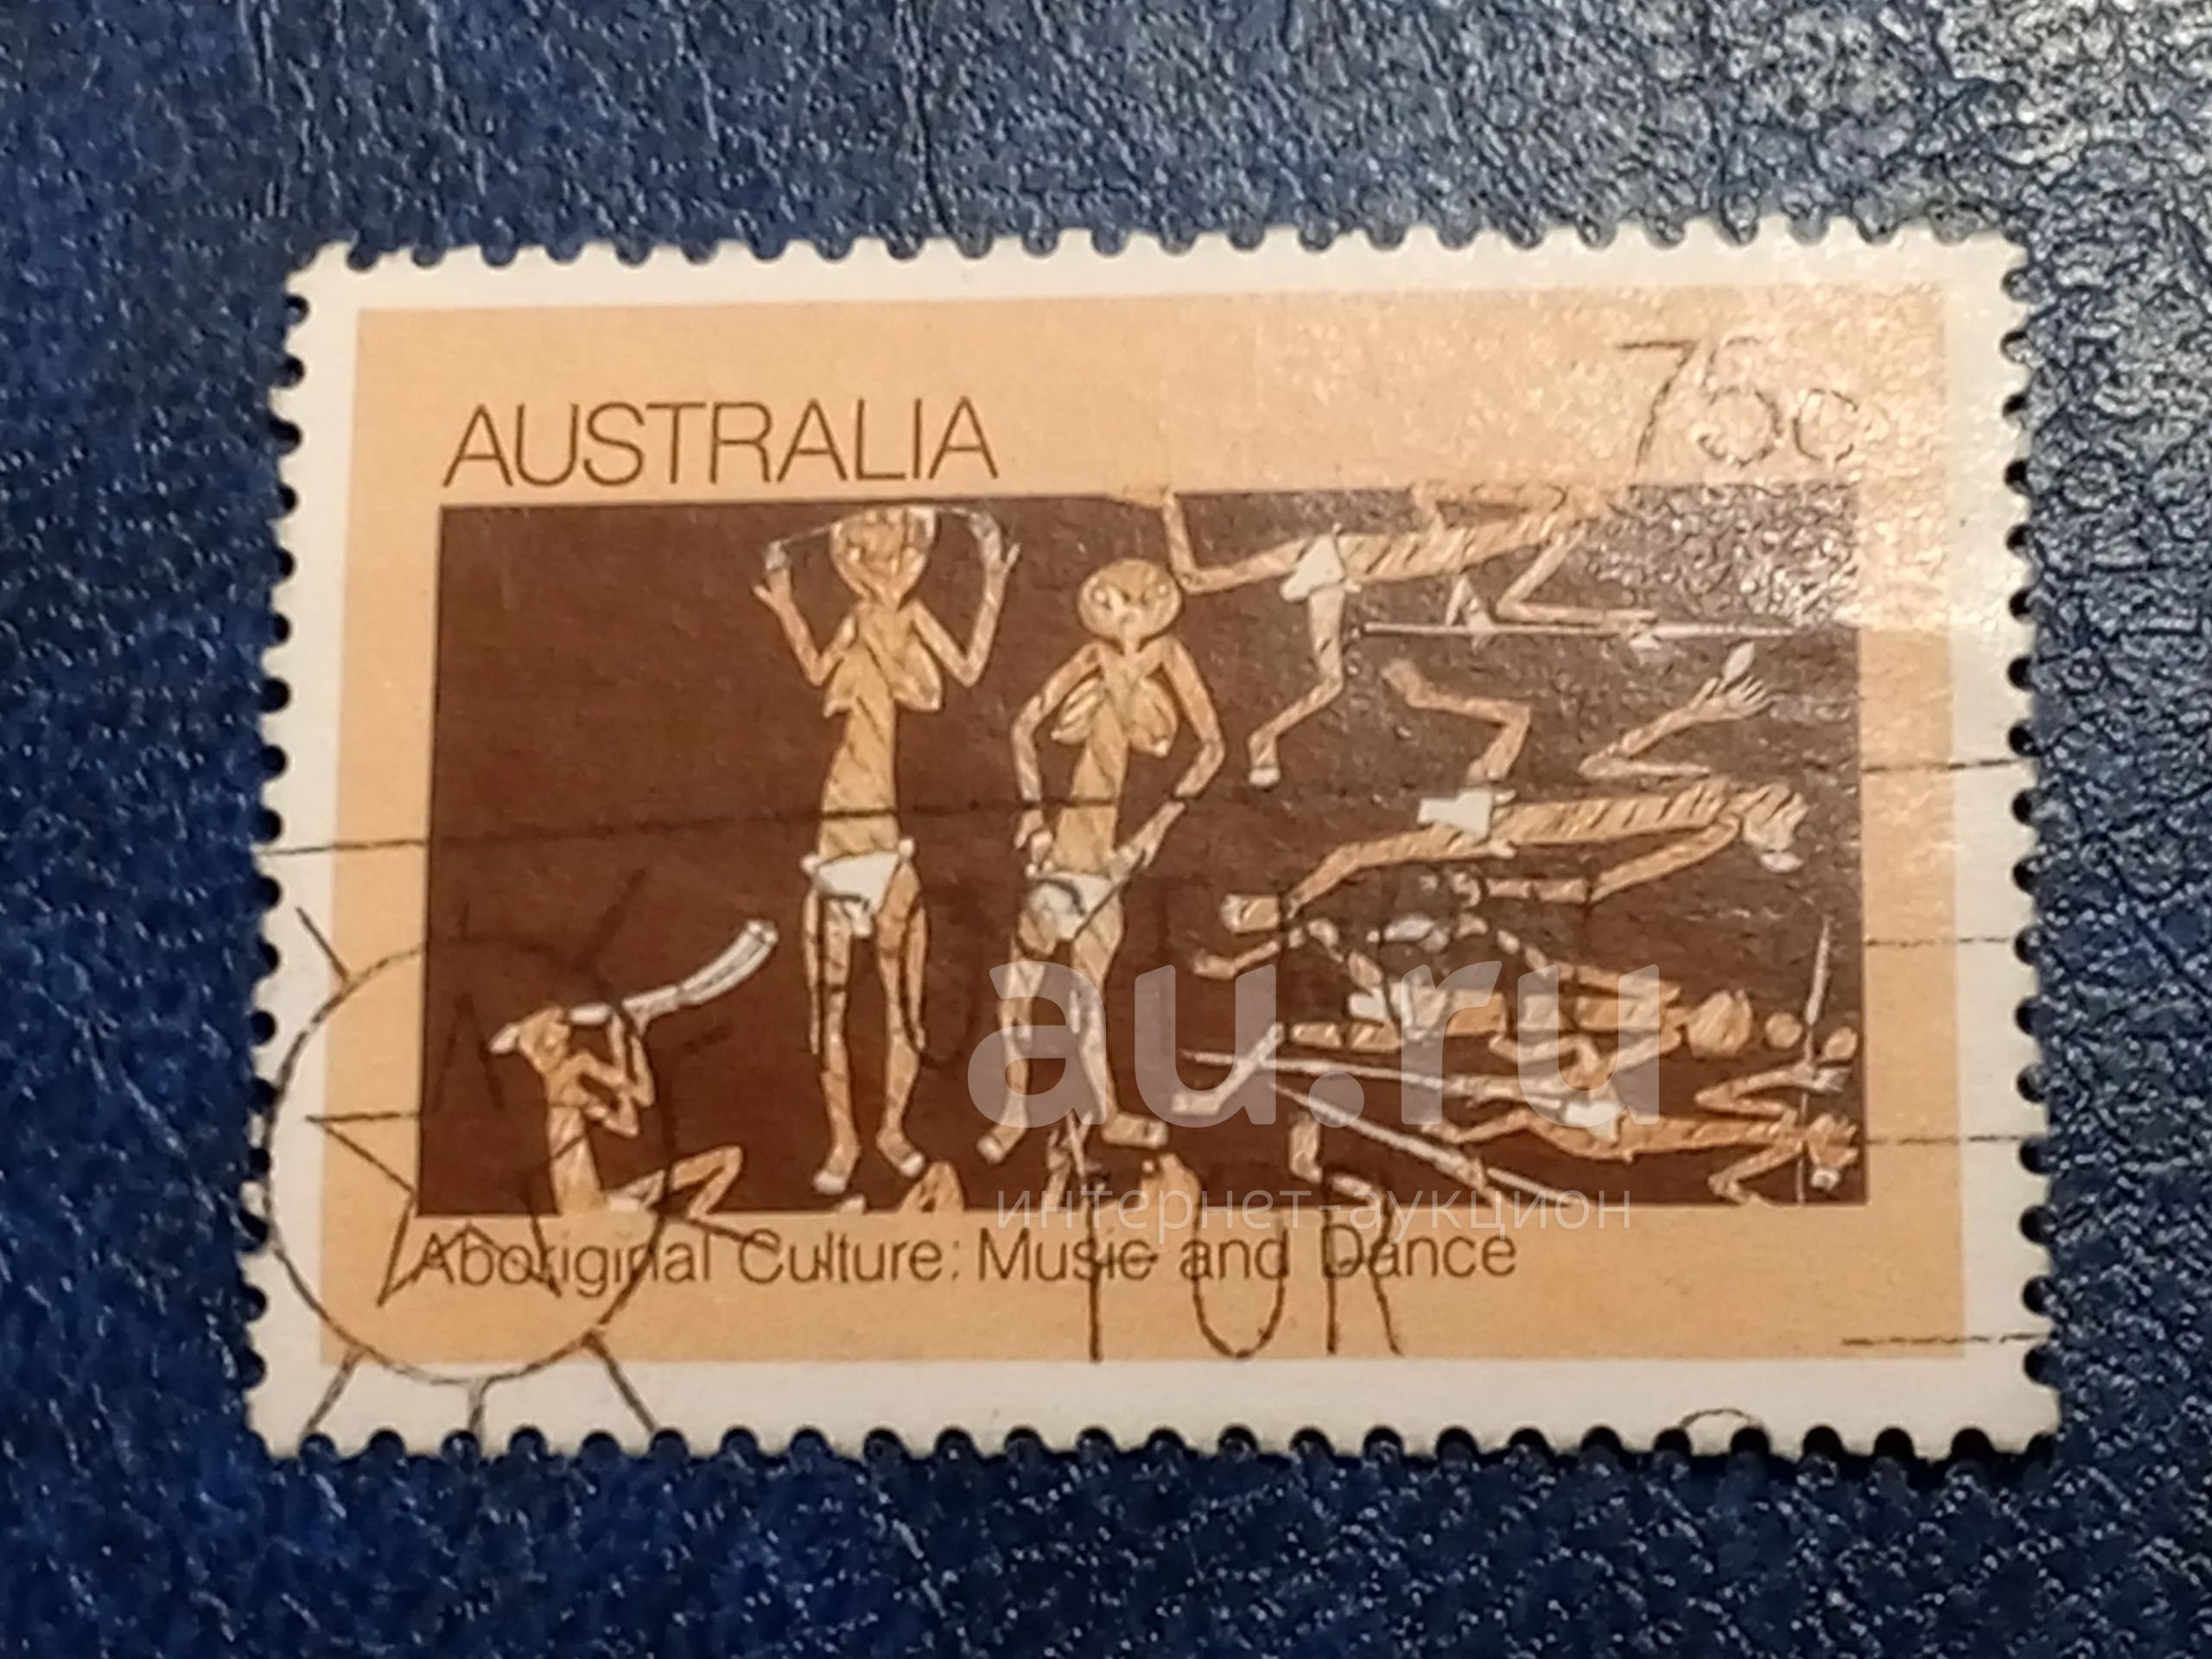 75c
AUSTRALIA
au.ru
интернет-аукцион
Aboriginal Culture: Music and Dance